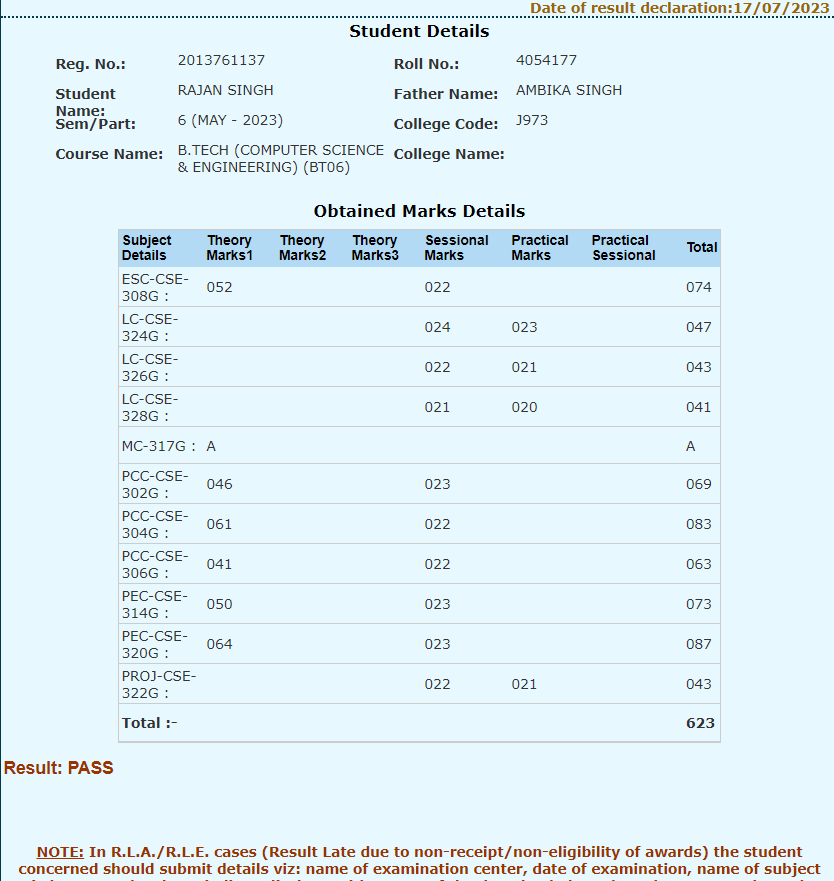 Date of result declaration:17/07/2023
Student Details
Reg. No.: 2013761137 Roll No.: 4054177
Student Name: RAJAN SINGH Father Name: AMBIKA SINGH
Sem/Part: 6 (MAY - 2023) College Code: J973
Course Name: B.TECH (COMPUTER SCIENCE College Name:
& ENGINEERING) (BT06)
Obtained Marks Details
Subject Details Theory Marks1 Theory Marks2 Theory Marks3 Sessional Marks Practical Marks Practical Sessional Total
ESC-CSE-308G : 052 022 074
LC-CSE-324G : 024 023 047
LC-CSE-326G : 022 021 043
LC-CSE-328G : 021 020 041
MC-317G : A A
PCC-CSE-302G : 046 023 069
PCC-CSE-304G : 061 022 083
PCC-CSE-306G : 041 022 063
PEC-CSE-314G : 050 023 073
PEC-CSE-320G : 064 023 087
PROJ-CSE-322G : 022 021 043
Total :- 623
Result: PASS
NOTE: In R.L.A./R.L.E. cases (Result Late due to non-receipt/non-eligibility of awards) the student
concerned should submit details viz: name of examination center, date of examination, name of subject